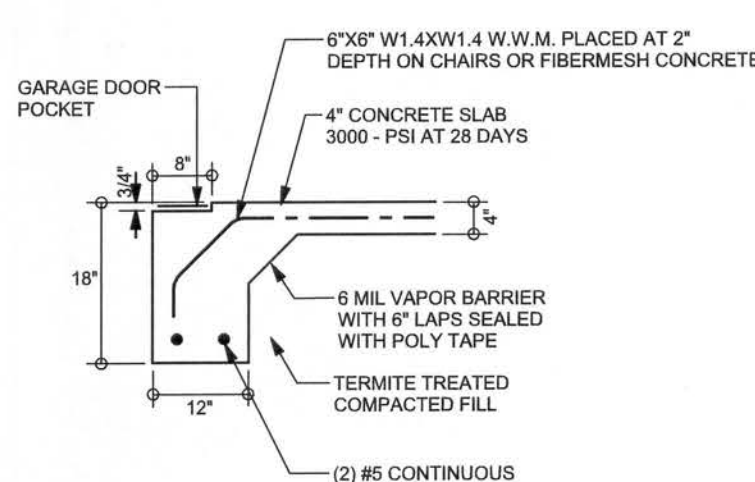 6"X6" W1.4XW1.4 W.W.M. PLACED AT 2"
DEPTH ON CHAIRS OR FIBERMESH CONCRETE
GARAGE DOOR
POCKET
4" CONCRETE SLAB
3000 - PSI AT 28 DAYS
8"
3/4"
4"
18"
6 MIL VAPOR BARRIER
WITH 6" LAPS SEALED
WITH POLY TAPE
TERMITE TREATED
COMPACTED FILL
12"
(2) #5 CONTINUOUS